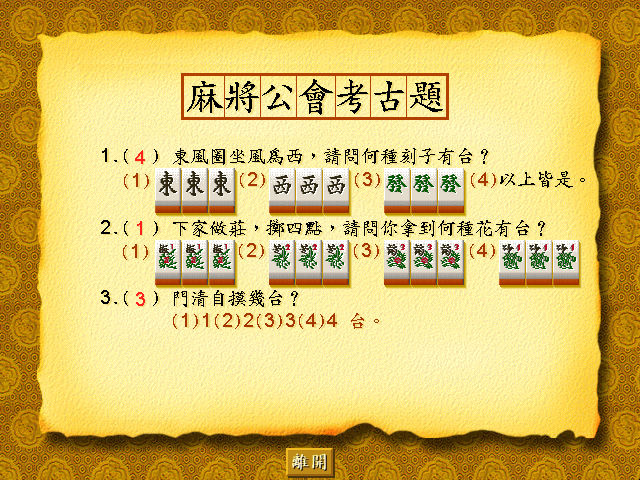 麻將公會考古題
1.(4) 東風圈坐風為西，請問何種刻子有台？
(1) 東東東 (2) 西西西 (3) 發發發 (4)以上皆是。
2.(1) 下家做莊，擲四點，請問你拿到何種花有台？
(1) (2) (3) (4)
3.(3) 門清自摸幾台？
(1)1(2)2(3)3(4)4 台。
離開